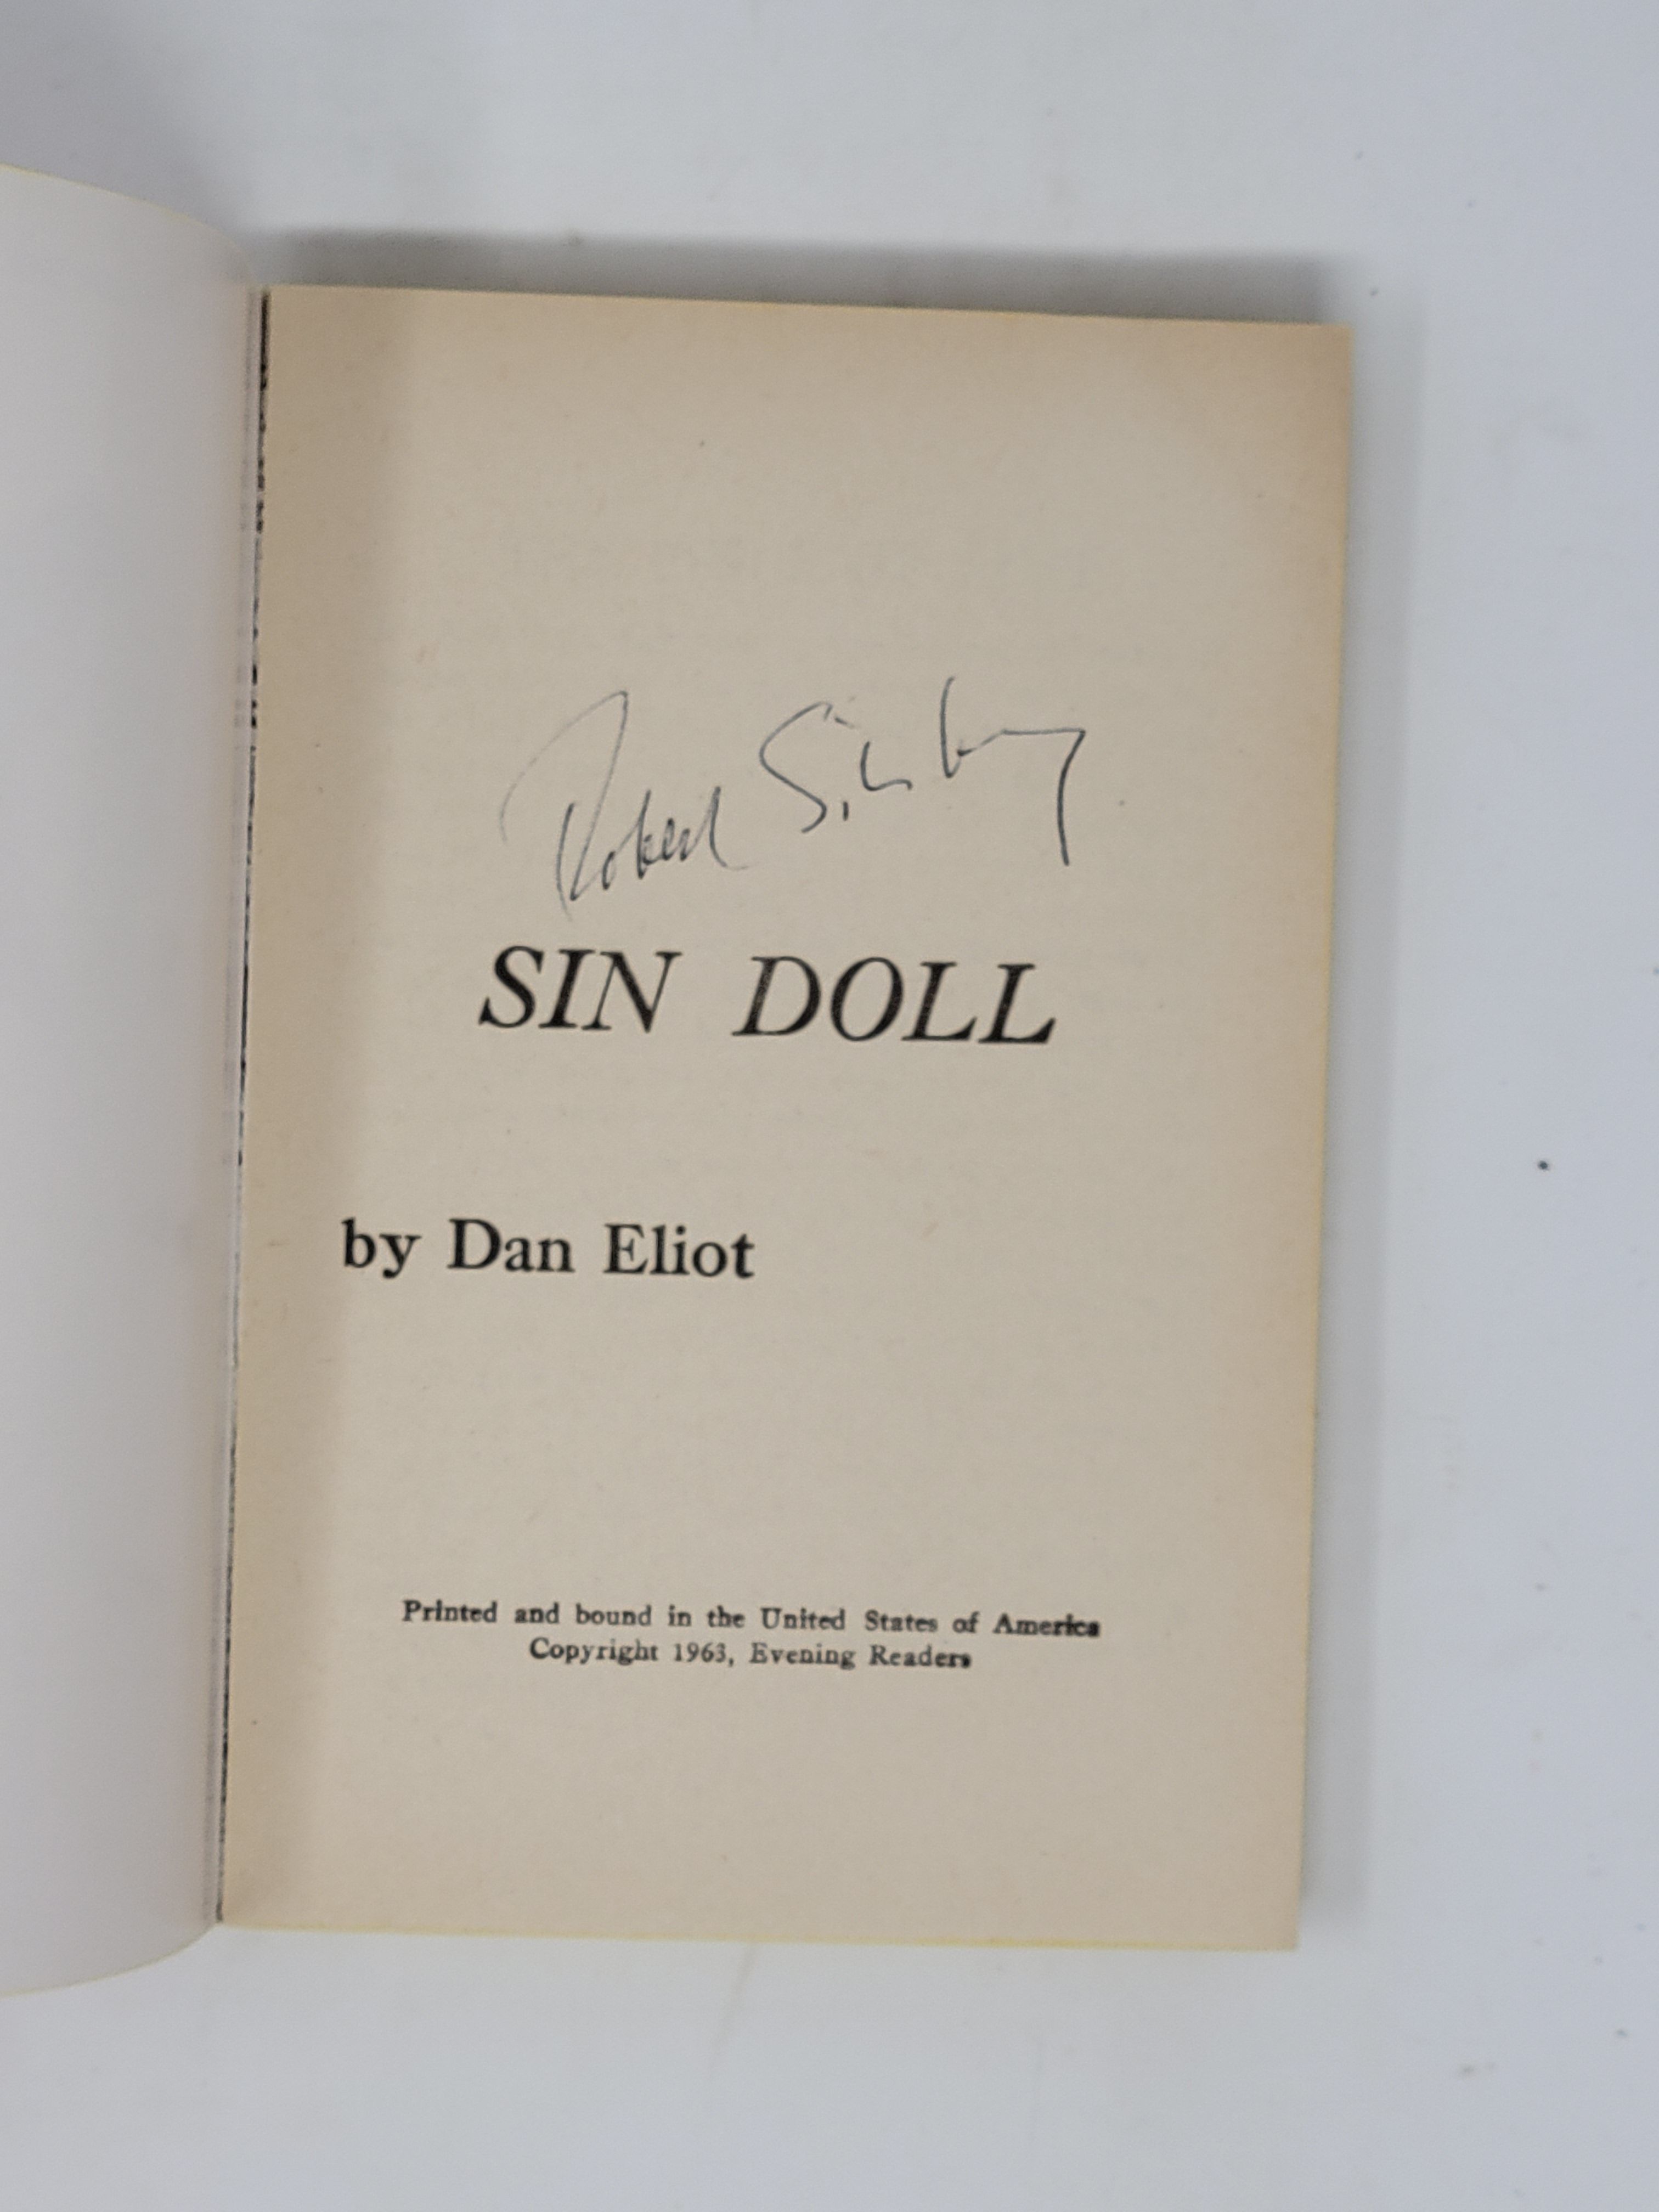 Robert Silverberg
SIN DOLL
by Dan Eliot
Printed and bound in the United States of America
Copyright 1963, Evening Readers